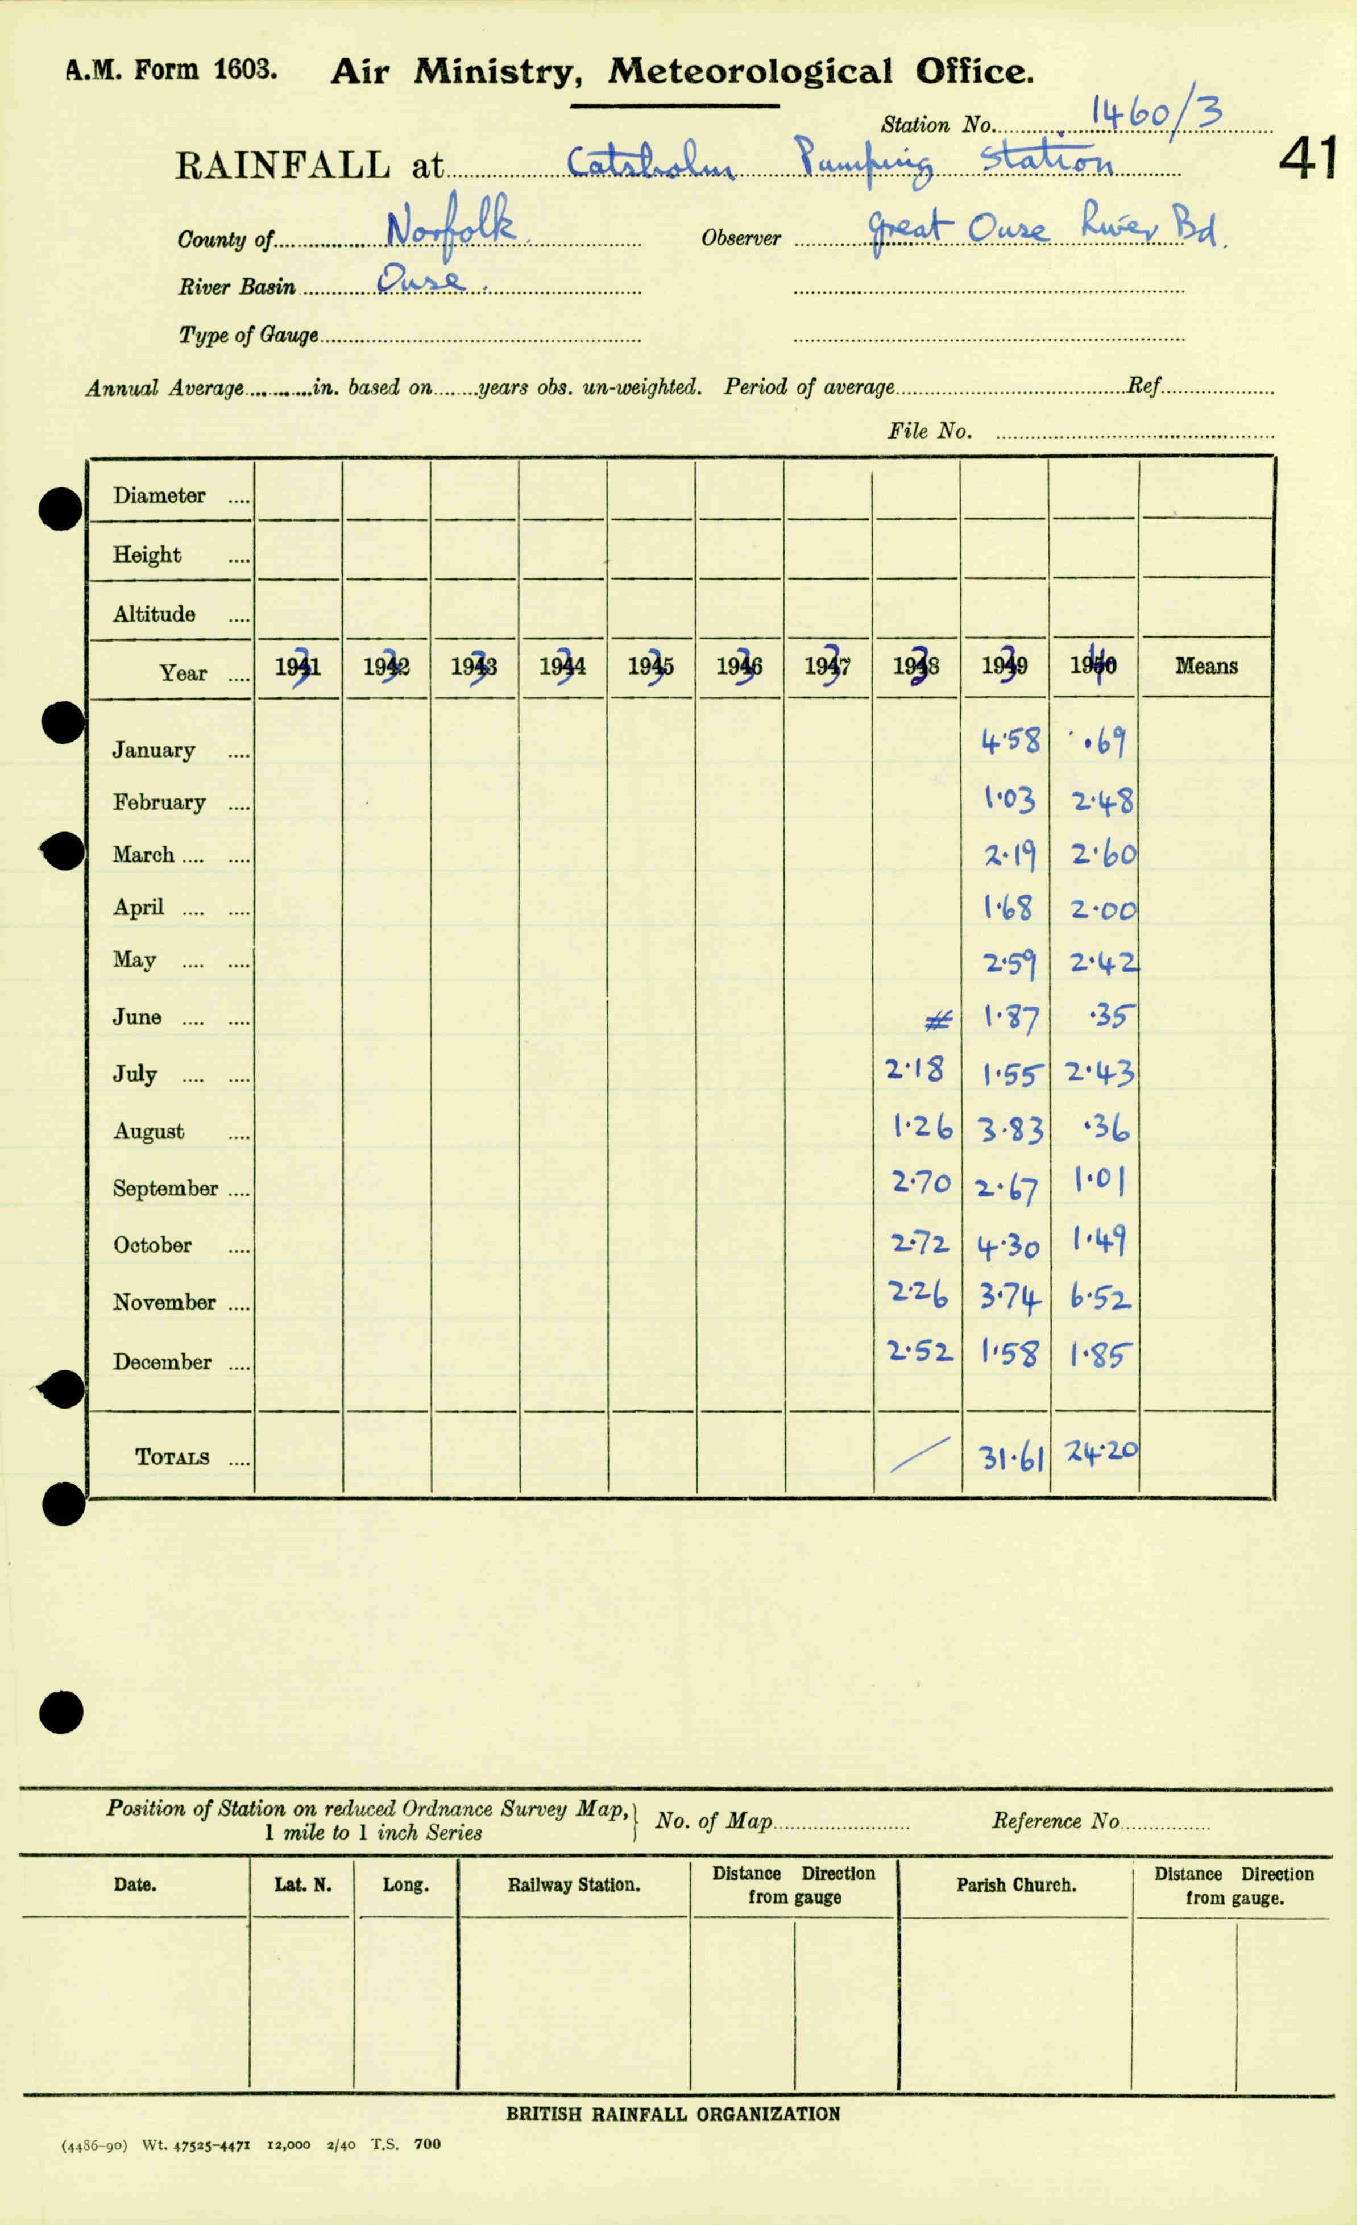 A.M. Form 1603. Air Ministry, Meteorological Office.
Station No. 1460/3
RAINFALL at Catsholm Pumping Station 41
County of Norfolk. Observer Great Ouse River Bd.
River Basin Ouse.
Type of Gauge
Annual Average in. based on years obs. un-weighted. Period of average Ref.
File No.
Diameter
Height
Altitude
Year 1931 1932 1933 1934 1935 1936 1937 1938 1939 1940 Means
January 4.58 .69
February 1.03 2.48
March 2.19 2.60
April 1.68 2.00
May 2.59 2.42
June # 1.87 .35
July 2.18 1.55 2.43
August 1.26 3.83 .36
September 2.70 2.67 1.01
October 2.72 4.30 1.49
November 2.26 3.74 6.52
December 2.52 1.58 1.85
TOTALS / 31.61 24.20
Position of Station on reduced Ordnance Survey Map, } No. of Map Reference No
1 mile to 1 inch Series
Date. Lat. N. Long. Railway Station. Distance Direction from gauge Parish Church. Distance Direction from gauge.
BRITISH RAINFALL ORGANIZATION
(4486-90) Wt. 47525-4471 12,000 2/40 T.S. 700